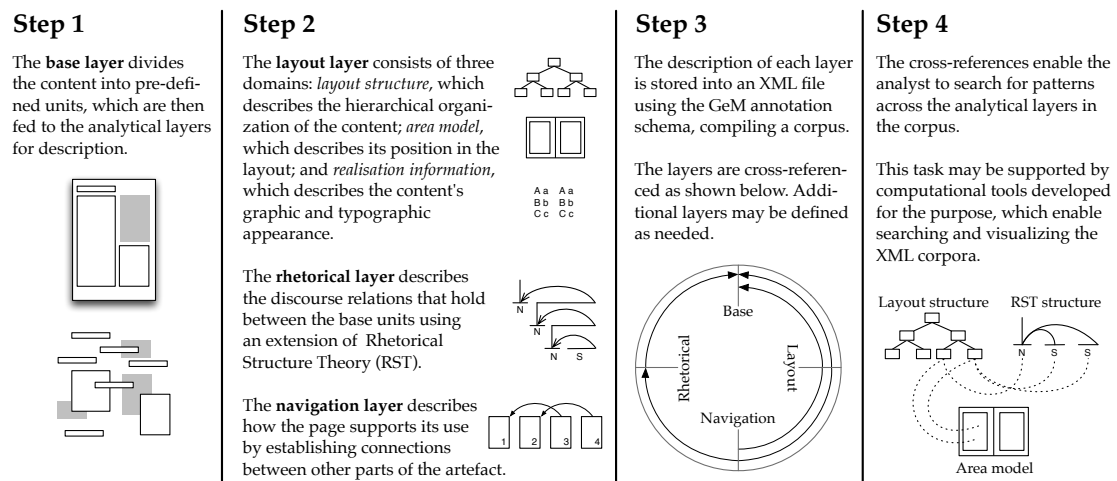 Step 1
The base layer divides
the content into pre-defi-
ned units, which are then
fed to the analytical layers
for description.
Step 2
The layout layer consists of three
domains: layout structure, which
describes the hierarchical organi-
zation of the content; area model,
which describes its position in the
layout; and realisation information,
which describes the content's
graphic and typographic
appearance.
A a A a
B b B b
C c C c
The rhetorical layer describes
the discourse relations that hold
between the base units using
an extension of Rhetorical
Structure Theory (RST).
N
N
N S
The navigation layer describes
how the page supports its use
by establishing connections
between other parts of the artefact.
1 2 3 4
Step 3
The description of each layer
is stored into an XML file
using the GeM annotation
schema, compiling a corpus.
The layers are cross-referen-
ced as shown below. Addi-
tional layers may be defined
as needed.
Base
Rhetorical
Layout
Navigation
Step 4
The cross-references enable the
analyst to search for patterns
across the analytical layers in
the corpus.
This task may be supported by
computational tools developed
for the purpose, which enable
searching and visualizing the
XML corpora.
Layout structure RST structure
N S S
Area model